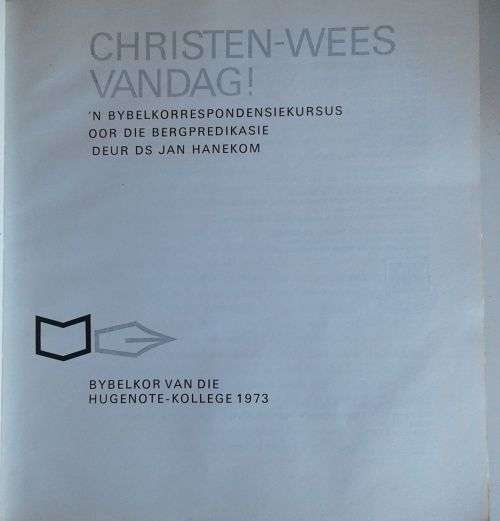 CHRISTEN-WEES
VANDAG!
'N BYBELKORRESPONDENSIEKURSUS
OOR DIE BERGPREDIKASIE
DEUR DS JAN HANEKOM
BYBELKOR VAN DIE
HUGENOTE-KOLLEGE 1973